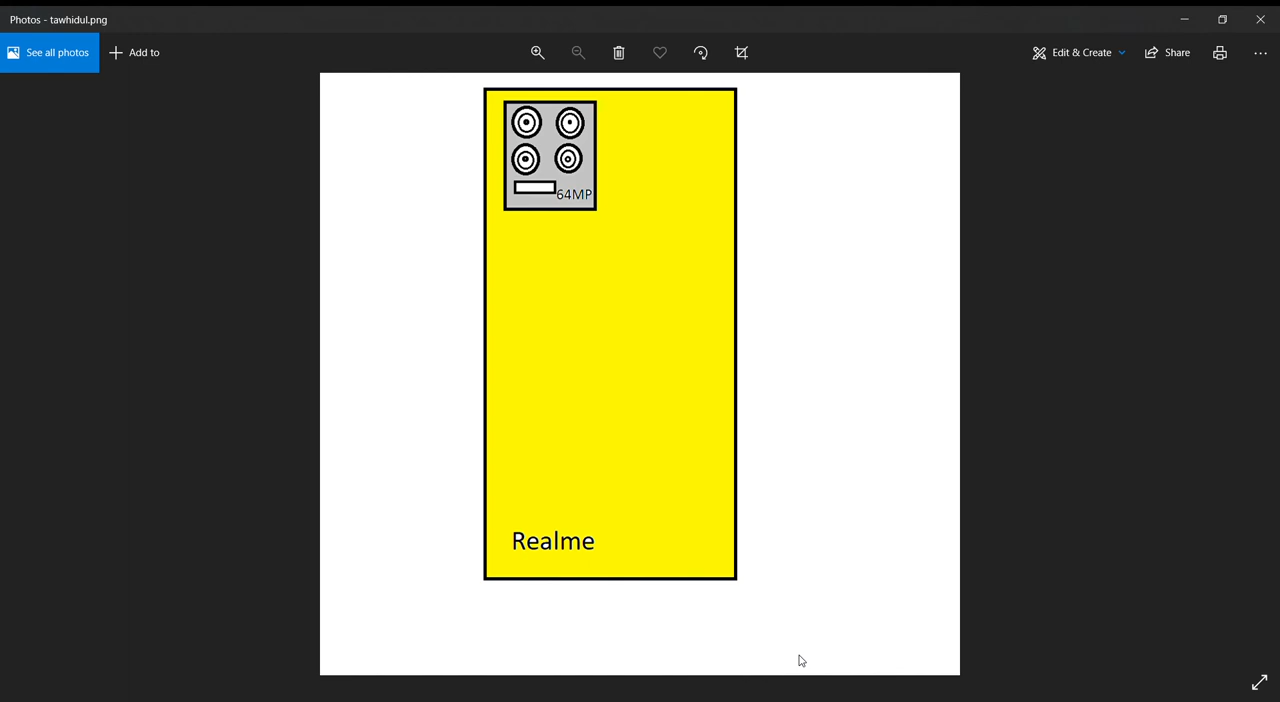 Photos - tawhidul.png
See all photos
Add to
Edit & Create
Share
64MP
Realme